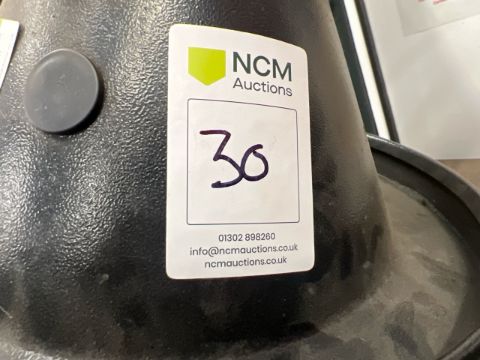 NCM
Auctions
30
01302 898260
info@ncmauctions.co.uk
ncmauctions.co.uk